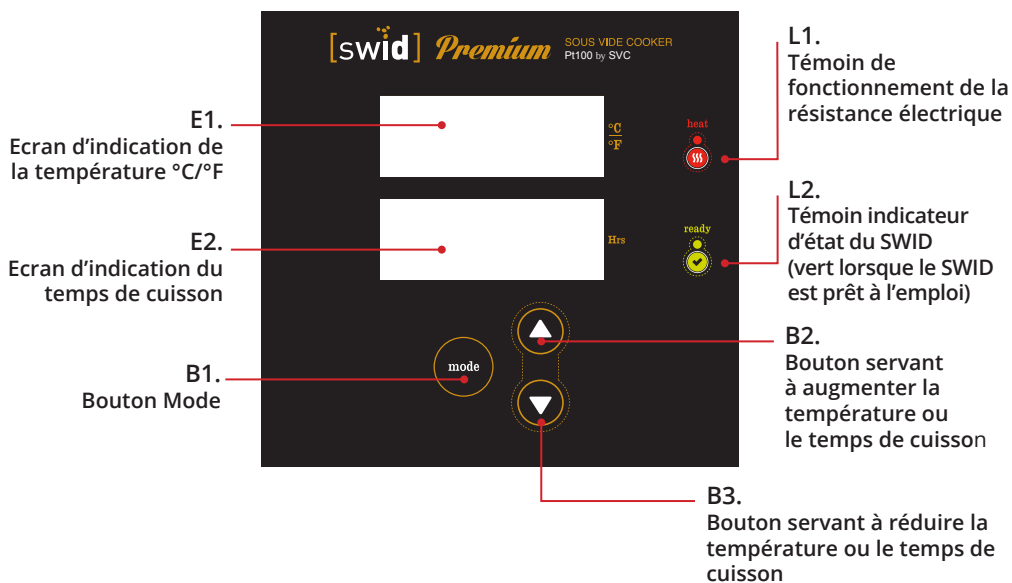 [swid] Premium
SOUS VIDE COOKER
Pt100 by SVC
E1.
Ecran d’indication de
la température °C/°F
°C
°F
heat
L1.
Témoin de
fonctionnement de la
résistance électrique
E2.
Ecran d’indication du
temps de cuisson
Hrs
ready
L2.
Témoin indicateur
d’état du SWID
(vert lorsque le SWID
est prêt à l’emploi)
B1.
Bouton Mode
mode
B2.
Bouton servant
à augmenter la
température ou
le temps de cuisson
B3.
Bouton servant à réduire la
température ou le temps de
cuisson